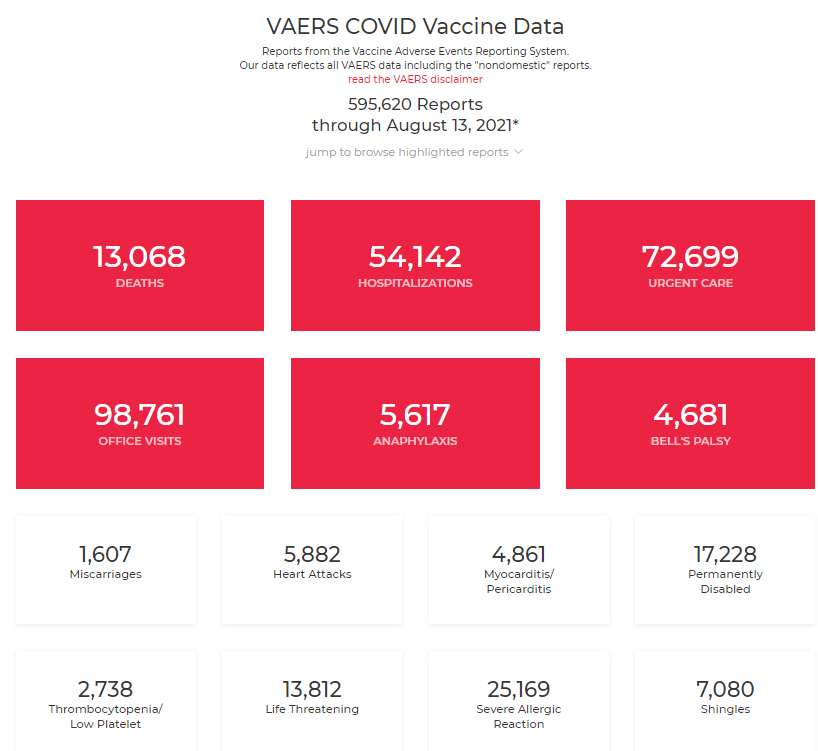 VAERS COVID Vaccine Data
Reports from the Vaccine Adverse Events Reporting System.
Our data reflects all VAERS data including the "nondomestic" reports.
read the VAERS disclaimer
595,620 Reports
through August 13, 2021*
jump to browse highlighted reports
13,068
DEATHS
54,142
HOSPITALIZATIONS
72,699
URGENT CARE
98,761
OFFICE VISITS
5,617
ANAPHYLAXIS
4,681
BELL'S PALSY
1,607
Miscarriages
5,882
Heart Attacks
4,861
Myocarditis/
Pericarditis
17,228
Permanently
Disabled
2,738
Thrombocytopenia/
Low Platelet
13,812
Life Threatening
25,169
Severe Allergic
Reaction
7,080
Shingles